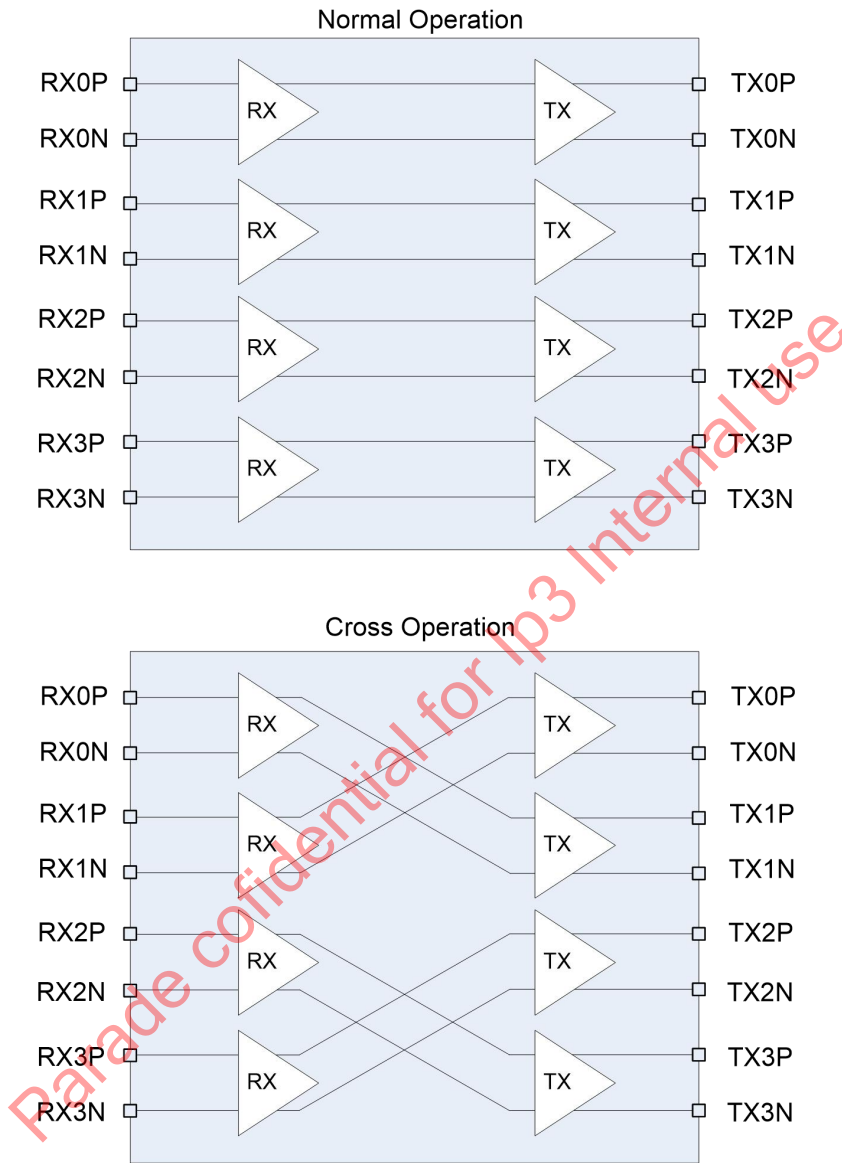 Normal Operation
RX0P RX TX TX0P
RX0N TX0N
RX1P RX TX TX1P
RX1N TX1N
RX2P RX TX TX2P
RX2N TX2N
RX3P RX TX TX3P
RX3N TX3N
Cross Operation
RX0P RX TX TX0P
RX0N TX0N
RX1P RX TX TX1P
RX1N TX1N
RX2P RX TX TX2P
RX2N TX2N
RX3P RX TX TX3P
RX3N TX3N
Parade cofidential for lp3 Internal use